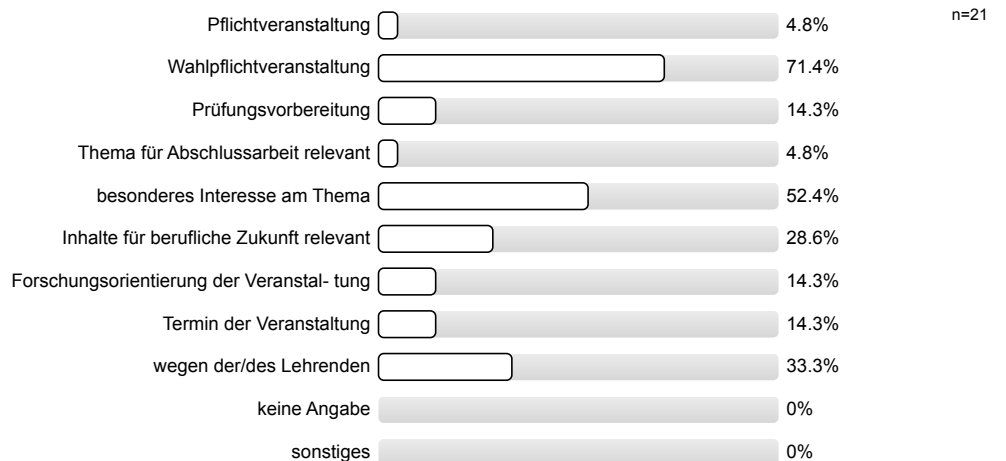 n=21
Pflichtveranstaltung 4.8%
Wahlpflichtveranstaltung 71.4%
Prüfungsvorbereitung 14.3%
Thema für Abschlussarbeit relevant 4.8%
besonderes Interesse am Thema 52.4%
Inhalte für berufliche Zukunft relevant 28.6%
Forschungsorientierung der Veranstal- tung 14.3%
Termin der Veranstaltung 14.3%
wegen der/des Lehrenden 33.3%
keine Angabe 0%
sonstiges 0%